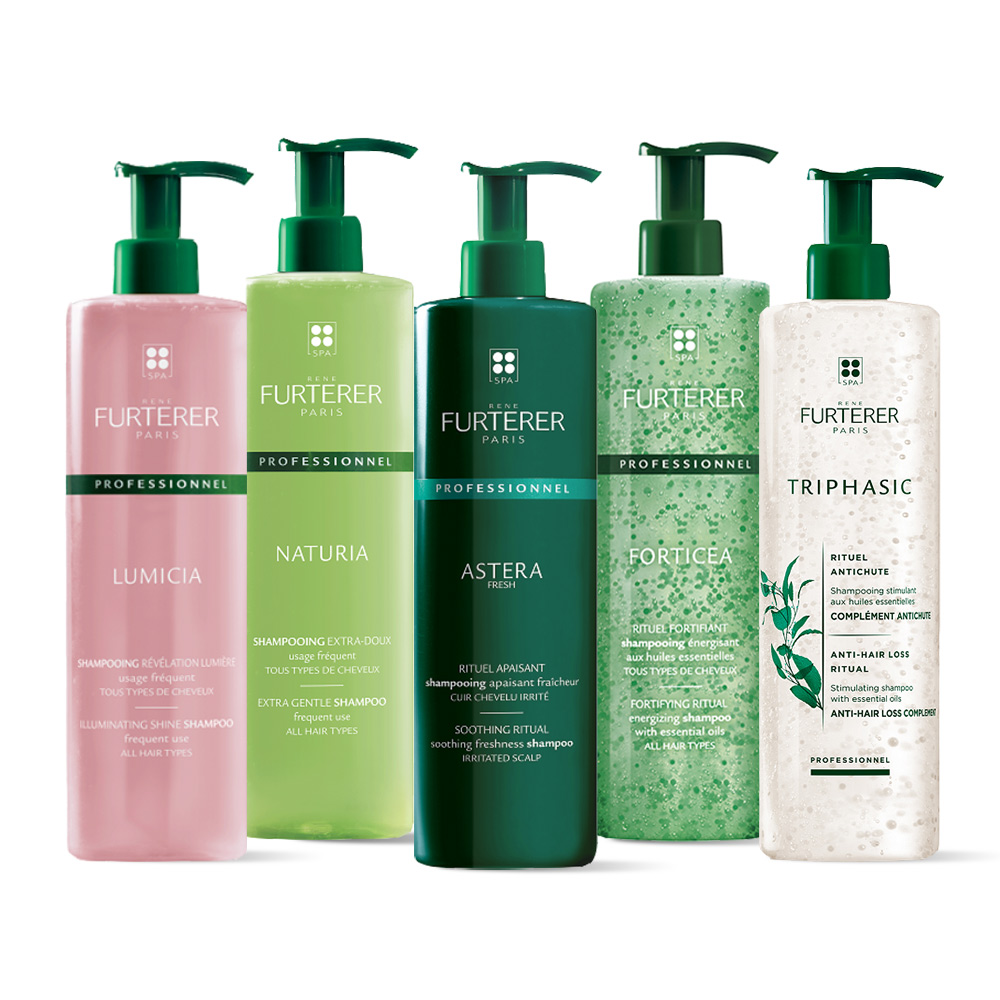 SPA
RENE
FURTERER
PARIS
PROFESSIONNEL
LUMICIA
SHAMPOOING RÉVÉLATION LUMIÈRE
usage fréquent
TOUS TYPES DE CHEVEUX
ILLUMINATING SHINE SHAMPOO
frequent use
ALL HAIR TYPES
SPA
RENE
FURTERER
PARIS
PROFESSIONNEL
NATURIA
SHAMPOOING EXTRA-DOUX
usage fréquent
TOUS TYPES DE CHEVEUX
EXTRA GENTLE SHAMPOO
frequent use
ALL HAIR TYPES
SPA
RENE
FURTERER
PARIS
PROFESSIONNEL
ASTERA
FRESH
RITUEL APAISANT
shampooing apaisant fraîcheur
CUIR CHEVELU IRRITÉ
SOOTHING RITUAL
soothing freshness shampoo
IRRITATED SCALP
SPA
RENE
FURTERER
PARIS
PROFESSIONNEL
FORTICEA
RITUEL FORTIFIANT
shampooing énergisant
aux huiles essentielles
TOUS TYPES DE CHEVEUX
FORTIFYING RITUAL
energizing shampoo
with essential oils
ALL HAIR TYPES
SPA
RENE
FURTERER
PARIS
TRIPHASIC
RITUEL
ANTICHUTE
Shampooing stimulant
aux huiles essentielles
COMPLÉMENT ANTICHUTE
ANTI-HAIR LOSS
RITUAL
Stimulating shampoo
with essential oils
ANTI-HAIR LOSS COMPLEMENT
PROFESSIONNEL